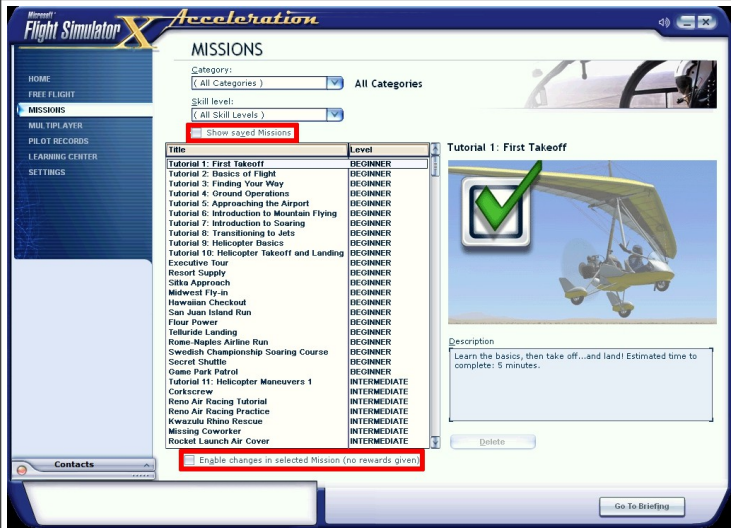 Microsoft
Flight Simulator X
Acceleration
MISSIONS
HOME
FREE FLIGHT
MISSIONS
MULTIPLAYER
PILOT RECORDS
LEARNING CENTER
SETTINGS
Category:
( All Categories )
All Categories
Skill level:
( All Skill Levels )
Show saved Missions
Title Level
Tutorial 1: First Takeoff BEGINNER
Tutorial 2: Basics of Flight BEGINNER
Tutorial 3: Finding Your Way BEGINNER
Tutorial 4: Ground Operations BEGINNER
Tutorial 5: Approaching the Airport BEGINNER
Tutorial 6: Introduction to Mountain Flying BEGINNER
Tutorial 7: Introduction to Soaring BEGINNER
Tutorial 8: Transitioning to Jets BEGINNER
Tutorial 9: Helicopter Basics BEGINNER
Tutorial 10: Helicopter Takeoff and Landing BEGINNER
Executive Tour BEGINNER
Resort Supply BEGINNER
Sitka Approach BEGINNER
Midwest Fly-in BEGINNER
Hawaiian Checkout BEGINNER
San Juan Island Run BEGINNER
Flour Power BEGINNER
Telluride Landing BEGINNER
Rome-Naples Airline Run BEGINNER
Swedish Championship Soaring Course BEGINNER
Secret Shuttle BEGINNER
Game Park Patrol BEGINNER
Tutorial 11: Helicopter Maneuvers 1 INTERMEDIATE
Corkscrew INTERMEDIATE
Reno Air Racing Tutorial INTERMEDIATE
Reno Air Racing Practice INTERMEDIATE
Kwazulu Rhino Rescue INTERMEDIATE
Missing Coworker INTERMEDIATE
Rocket Launch Air Cover INTERMEDIATE
Enable changes in selected Mission (no rewards given)
Tutorial 1: First Takeoff
Description
Learn the basics, then take off...and land! Estimated time to
complete: 5 minutes.
Delete
Contacts
Go To Briefing